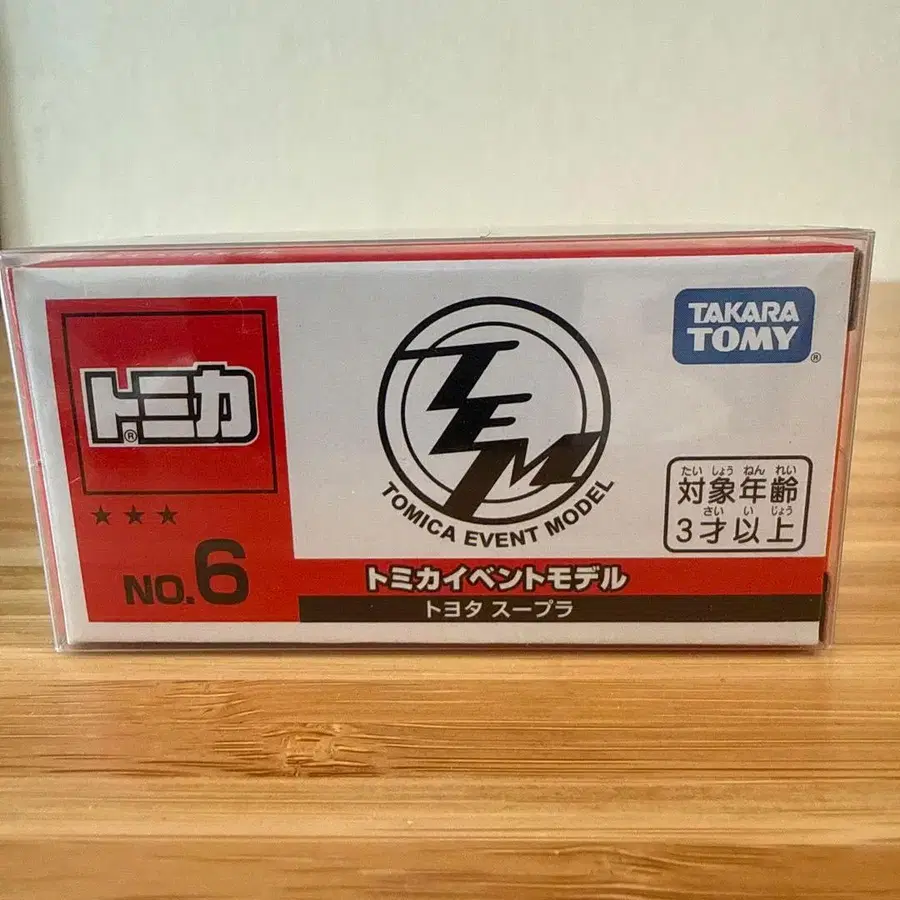 トミカ®
★★★
NO.6
TEM
TOMICA EVENT MODEL
TAKARA
TOMY®
たいしょうねんれい
対象年齢
さいいじょう
3才以上
トミカイベントモデル
トヨタ スープラ